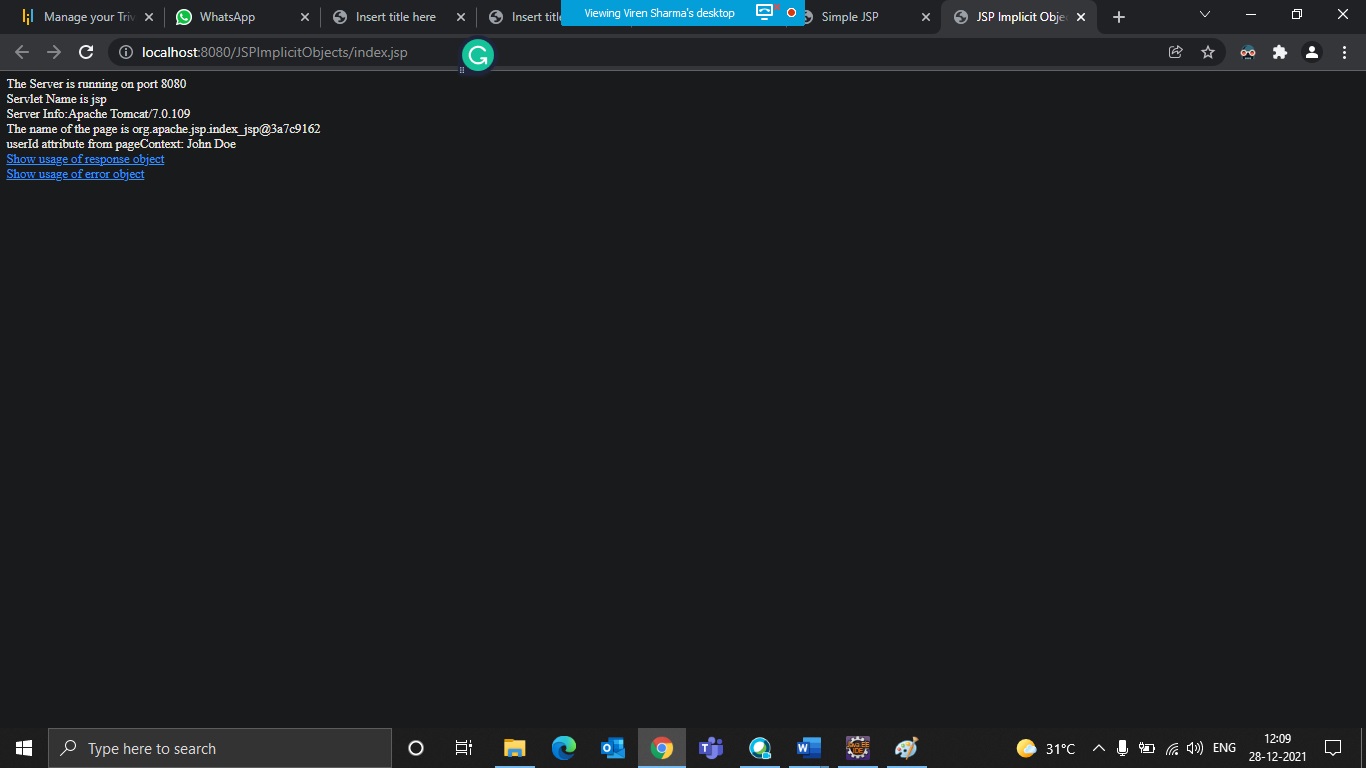 Manage your Triv
WhatsApp
Insert title here
Insert titl
Viewing Viren Sharma's desktop
Simple JSP
JSP Implicit Obje
localhost:8080/JSPImplicitObjects/index.jsp
The Server is running on port 8080
Servlet Name is jsp
Server Info:Apache Tomcat/7.0.109
The name of the page is org.apache.jsp.index_jsp@3a7c9162
userId attribute from pageContext: John Doe
Show usage of response object
Show usage of error object
Type here to search
31°C
ENG
12:09
28-12-2021